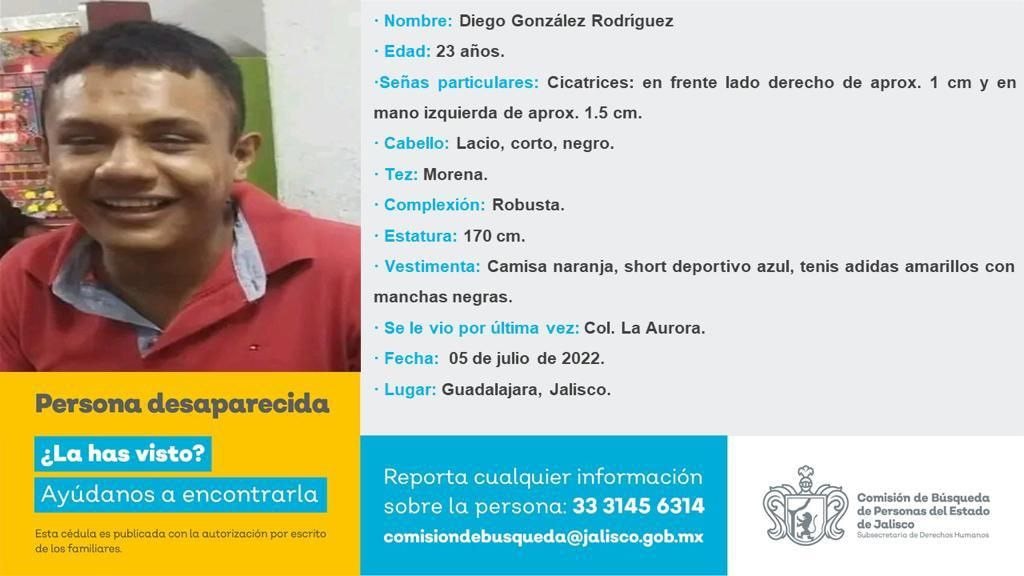 · Nombre: Diego González Rodríguez
· Edad: 23 años.
·Señas particulares: Cicatrices: en frente lado derecho de aprox. 1 cm y en
mano izquierda de aprox. 1.5 cm.
· Cabello: Lacio, corto, negro.
· Tez: Morena.
· Complexión: Robusta.
· Estatura: 170 cm.
· Vestimenta: Camisa naranja, short deportivo azul, tenis adidas amarillos con
manchas negras.
· Se le vio por última vez: Col. La Aurora.
· Fecha: 05 de julio de 2022.
· Lugar: Guadalajara, Jalisco.
Persona desaparecida
¿La has visto?
Ayúdanos a encontrarla
Esta cédula es publicada con la autorización por escrito
de los familiares.
Reporta cualquier información
sobre la persona: 33 3145 6314
comisiondebusqueda@jalisco.gob.mx
Comisión de Búsqueda
de Personas del Estado
de Jalisco
Subsecretaría de Derechos Humanos